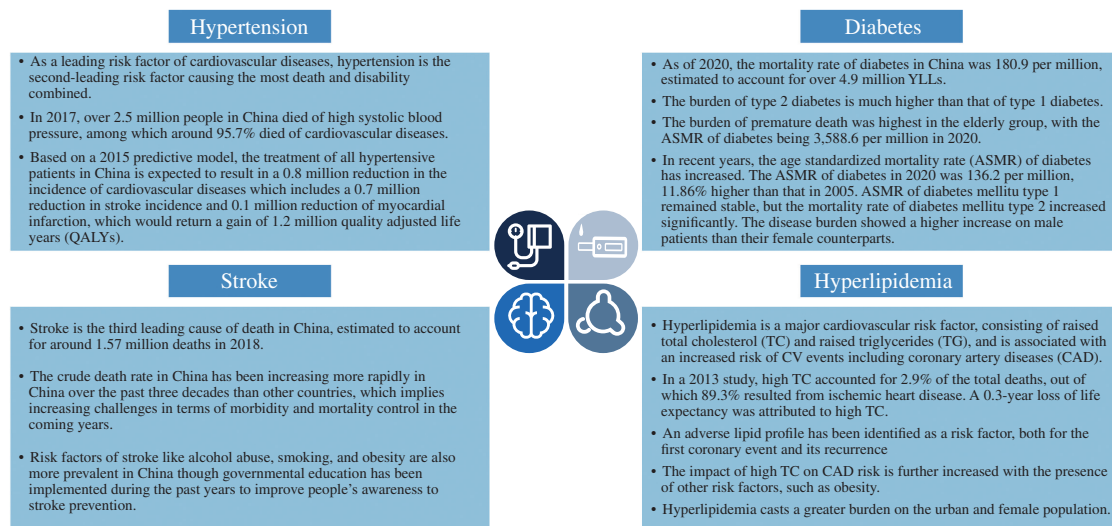 Hypertension
• As a leading risk factor of cardiovascular diseases, hypertension is the
second-leading risk factor causing the most death and disability
combined.
• In 2017, over 2.5 million people in China died of high systolic blood
pressure, among which around 95.7% died of cardiovascular diseases.
• Based on a 2015 predictive model, the treatment of all hypertensive
patients in China is expected to result in a 0.8 million reduction in the
incidence of cardiovascular diseases which includes a 0.7 million
reduction in stroke incidence and 0.1 million reduction of myocardial
infarction, which would return a gain of 1.2 million quality adjusted life
years (QALYs).
Diabetes
• As of 2020, the mortality rate of diabetes in China was 180.9 per million,
estimated to account for over 4.9 million YLLs.
• The burden of type 2 diabetes is much higher than that of type 1 diabetes.
• The burden of premature death was highest in the elderly group, with the
ASMR of diabetes being 3,588.6 per million in 2020.
• In recent years, the age standardized mortality rate (ASMR) of diabetes
has increased. The ASMR of diabetes in 2020 was 136.2 per million,
11.86% higher than that in 2005. ASMR of diabetes mellitu type 1
remained stable, but the mortality rate of diabetes mellitu type 2 increased
significantly. The disease burden showed a higher increase on male
patients than their female counterparts.
Stroke
• Stroke is the third leading cause of death in China, estimated to account
for around 1.57 million deaths in 2018.
• The crude death rate in China has been increasing more rapidly in
China over the past three decades than other countries, which implies
increasing challenges in terms of morbidity and mortality control in the
coming years.
• Risk factors of stroke like alcohol abuse, smoking, and obesity are also
more prevalent in China though governmental education has been
implemented during the past years to improve people's awareness to
stroke prevention.
Hyperlipidemia
• Hyperlipidemia is a major cardiovascular risk factor, consisting of raised
total cholesterol (TC) and raised triglycerides (TG), and is associated with
an increased risk of CV events including coronary artery diseases (CAD).
• In a 2013 study, high TC accounted for 2.9% of the total deaths, out of
which 89.3% resulted from ischemic heart disease. A 0.3-year loss of life
expectancy was attributed to high TC.
• An adverse lipid profile has been identified as a risk factor, both for the
first coronary event and its recurrence
• The impact of high TC on CAD risk is further increased with the presence
of other risk factors, such as obesity.
• Hyperlipidemia casts a greater burden on the urban and female population.